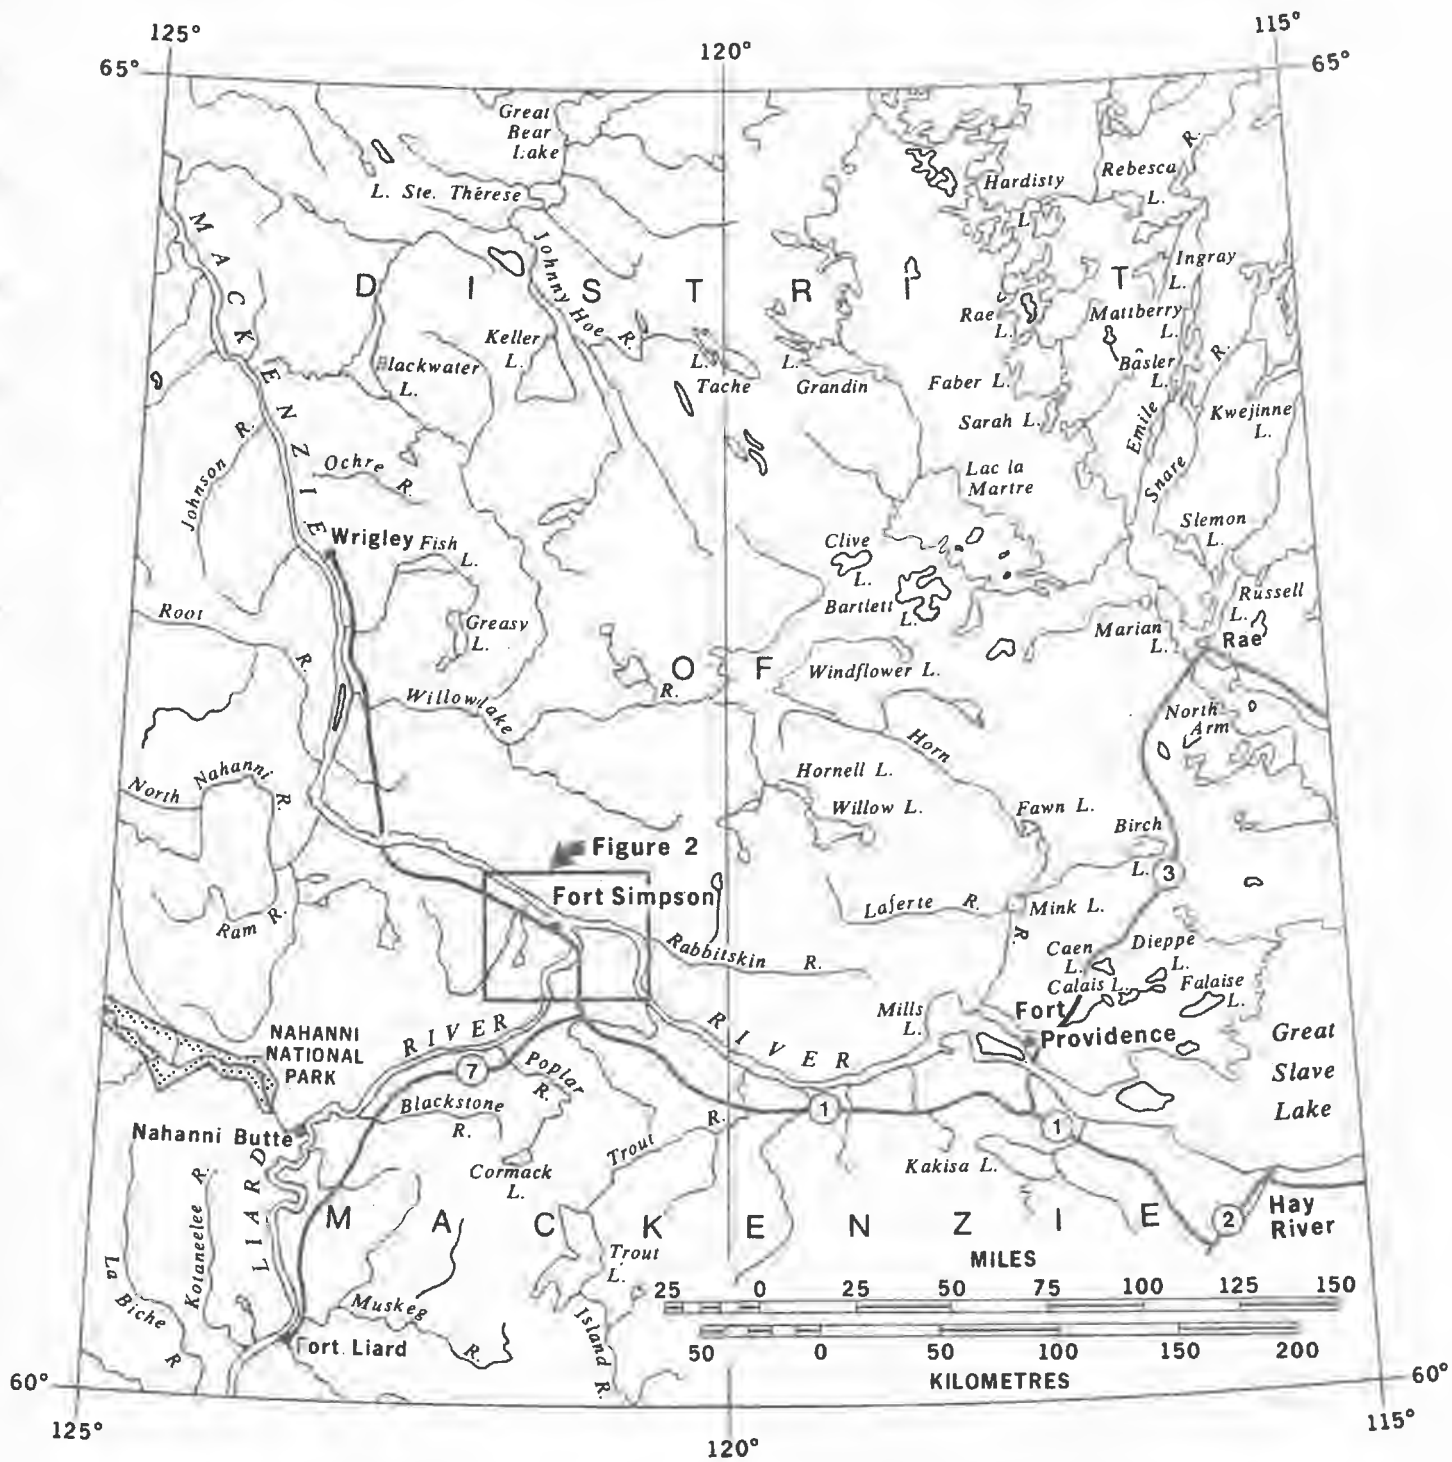 125°
120°
115°
65°
65°
Great
Bear
Lake
L. Ste. Thérese
Hardisty
L.
Rebesca
L.
R.
MACKENZIE
DISTRICT
Johnny Hoe R.
Ingray
L.
Rae
L.
Mattberry
L.
Keller
L.
Blackwater
L.
L.
Tache
L.
Grandin
Faber L.
Basler
L.
R.
Sarah L.
Emile
Kwejinne
L.
Johnson R.
Ochre
R.
Lac la
Martre
Snare
Slemon
L.
Wrigley
Fish
L.
Clive
L.
Bartlett
L.
Russell
L.
Root
R.
Greasy
L.
Marian
L.
Rae
OF
Windflower L.
Willowlake
R.
North
Arm
Horn
North Nahanni R.
Hornell L.
Willow L.
Fawn L.
Birch
L.
3
Figure 2
Fort Simpson
Ram R.
Laferte R.
Mink L.
R.
Rabbitskin R.
Caen
L.
Dieppe
L.
Calais L.
Falaise
L.
Mills
L.
Fort
Providence
NAHANNI
NATIONAL
PARK
RIVER
RIVER
Great
Slave
Lake
7
Poplar
R.
Blackstone
R.
1
1
Nahanni Butte
Trout R.
Cormack
L.
Kakisa L.
Kotaneelee R.
LIARD
MACKENZIE
2
Hay
River
La Biche R
Trout
L.
Island R.
Muskeg
R.
Fort Liard
MILES
25 0 25 50 75 100 125 150
50 0 50 100 150 200
KILOMETRES
60°
60°
125°
120°
115°